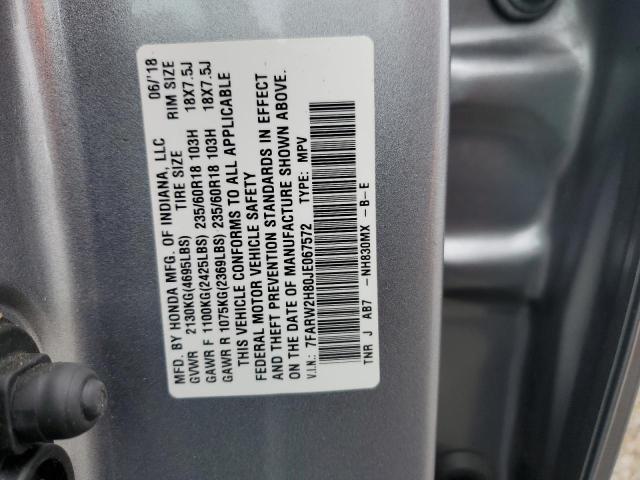 MFD. BY HONDA MFG. OF INDIANA, LLC 06/'18
GVWR 2130KG(4695LBS) TIRE SIZE RIM SIZE
GAWR F 1100KG(2425LBS) 235/60R18 103H 18X7.5J
GAWR R 1075KG(2369LBS) 235/60R18 103H 18X7.5J
THIS VEHICLE CONFORMS TO ALL APPLICABLE
FEDERAL MOTOR VEHICLE SAFETY
AND THEFT PREVENTION STANDARDS IN EFFECT
ON THE DATE OF MANUFACTURE SHOWN ABOVE.
V.I.N.: 7FARW2H80JE067572 TYPE: MPV
TNR J AB7 -NH830MX -B-E